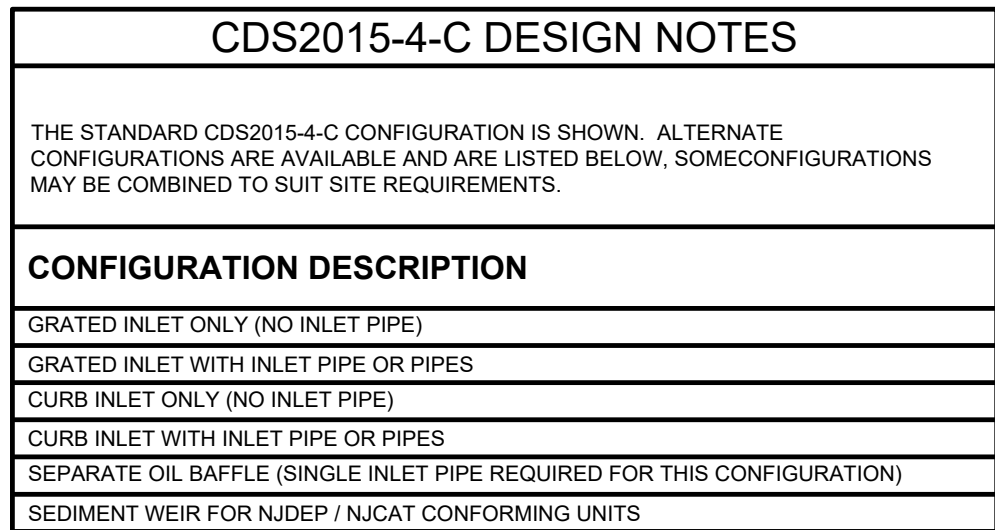 CDS2015-4-C DESIGN NOTES
THE STANDARD CDS2015-4-C CONFIGURATION IS SHOWN. ALTERNATE
CONFIGURATIONS ARE AVAILABLE AND ARE LISTED BELOW, SOMECONFIGURATIONS
MAY BE COMBINED TO SUIT SITE REQUIREMENTS.
CONFIGURATION DESCRIPTION
GRATED INLET ONLY (NO INLET PIPE)
GRATED INLET WITH INLET PIPE OR PIPES
CURB INLET ONLY (NO INLET PIPE)
CURB INLET WITH INLET PIPE OR PIPES
SEPARATE OIL BAFFLE (SINGLE INLET PIPE REQUIRED FOR THIS CONFIGURATION)
SEDIMENT WEIR FOR NJDEP / NJCAT CONFORMING UNITS